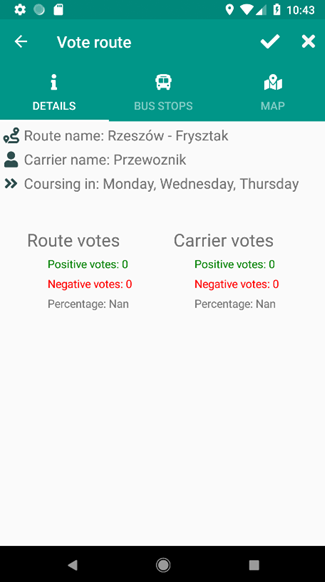 10:43
Vote route
DETAILS
BUS STOPS
MAP
Route name: Rzeszów - Frysztak
Carrier name: Przewoznik
Coursing in: Monday, Wednesday, Thursday
Route votes
Carrier votes
Positive votes: 0
Positive votes: 0
Negative votes: 0
Negative votes: 0
Percentage: Nan
Percentage: Nan